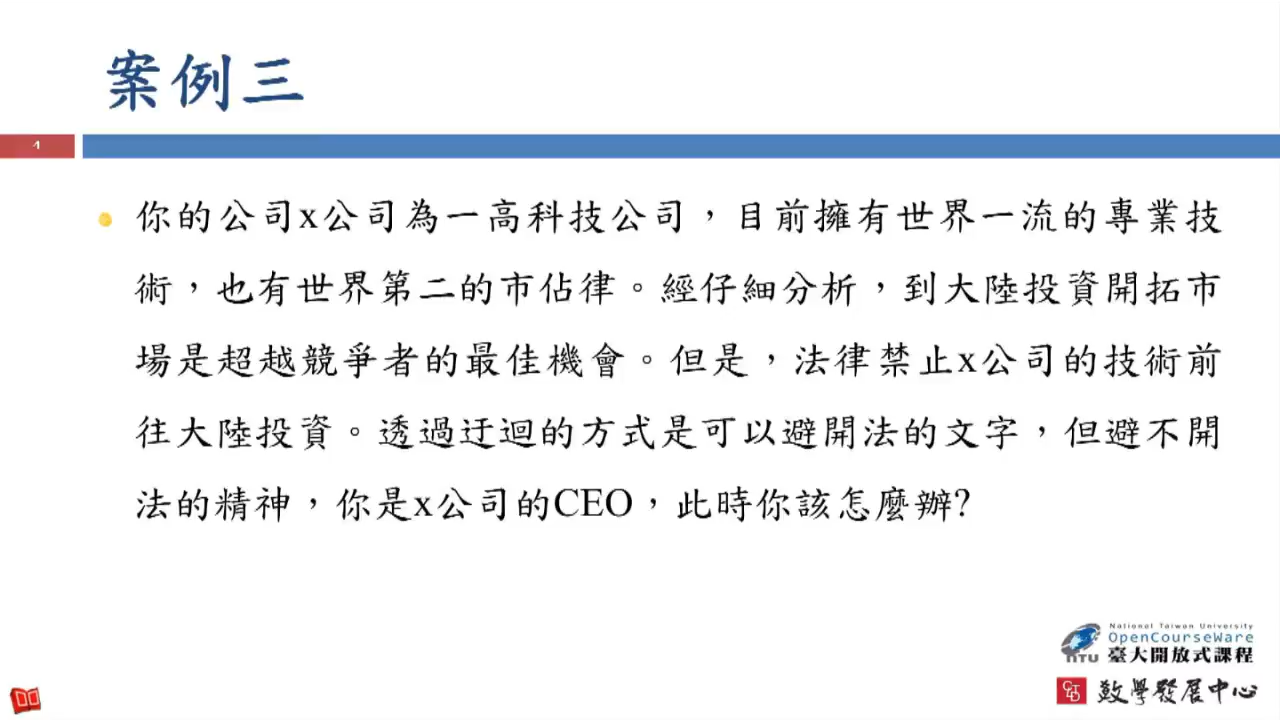 案例三
4
你的公司x公司為一高科技公司，目前擁有世界一流的專業技
術，也有世界第二的市佔律。經仔細分析，到大陸投資開拓市
場是超越競爭者的最佳機會。但是，法律禁止x公司的技術前
往大陸投資。透過迂迴的方式是可以避開法的文字，但避不開
法的精神，你是x公司的CEO，此時你該怎麼辦?
National Taiwan University
OpenCourseWare
NTU 臺大開放式課程
CTLD 教學發展中心